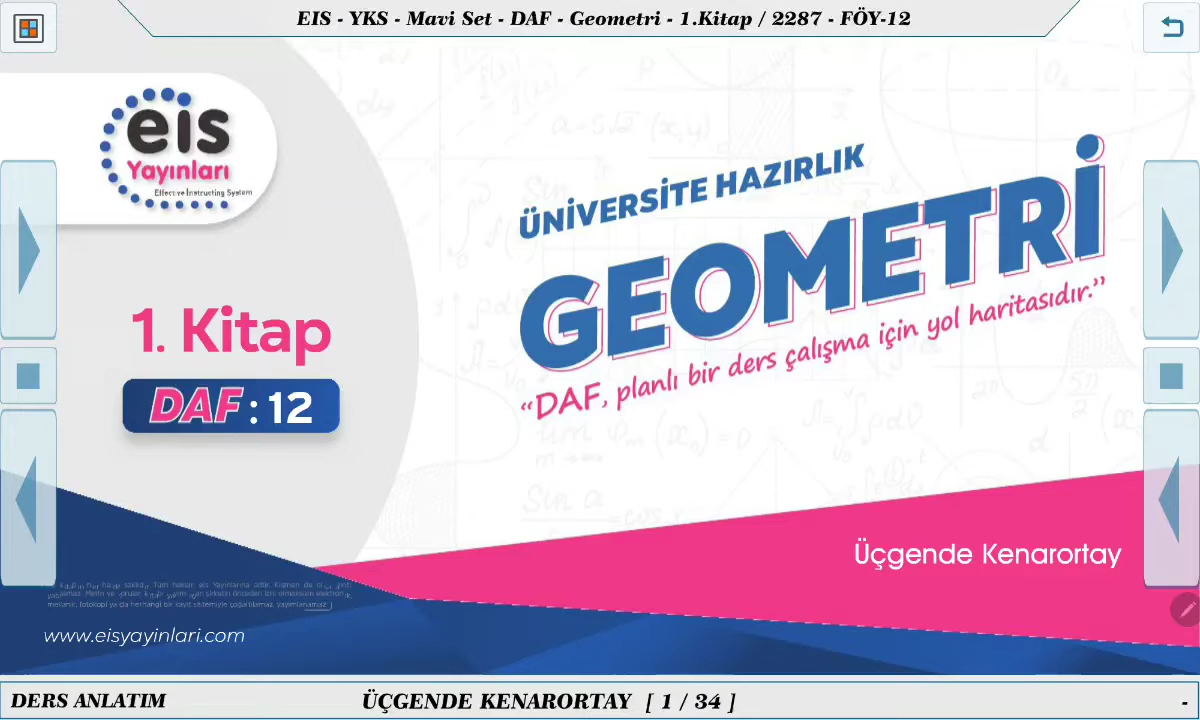 EIS - YKS - Mavi Set - DAF - Geometri - 1.Kitap / 2287 - FÖY-12
eis
Yayınları
Effective Instructing System
ÜNİVERSİTE HAZIRLIK
GEOMETRİ
“DAF, planlı bir ders çalışma için yol haritasıdır.”
1. Kitap
DAF : 12
Üçgende Kenarortay
www.eisyayinlari.com
DERS ANLATIM
ÜÇGENDE KENARORTAY [ 1 / 34 ]
-